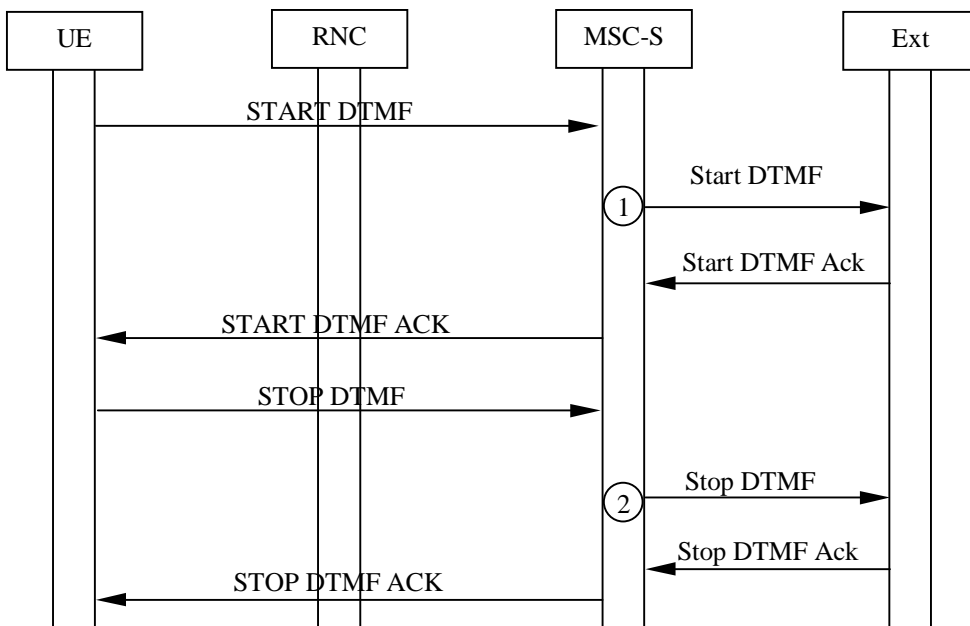 UE
RNC
MSC-S
Ext
START DTMF
Start DTMF
1
Start DTMF Ack
START DTMF ACK
STOP DTMF
Stop DTMF
2
Stop DTMF Ack
STOP DTMF ACK